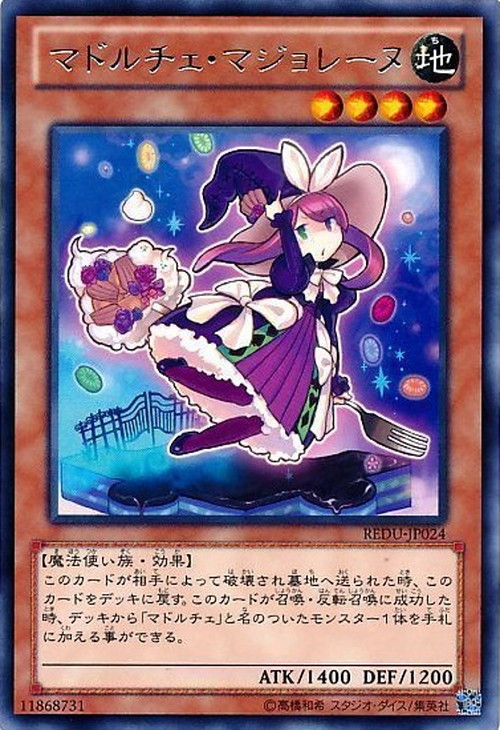 マドルチェ・マジョレーヌ
地
REDU-JP024
【魔法使い族・効果】
このカードが相手によって破壊され墓地へ送られた時、この
カードをデッキに戻す。このカードが召喚・反転召喚に成功した
時、デッキから「マドルチェ」と名のついたモンスター１体を手札
に加える事ができる。
ATK/1400 DEF/1200
11868731
©高橋和希 スタジオ・ダイス/集英社